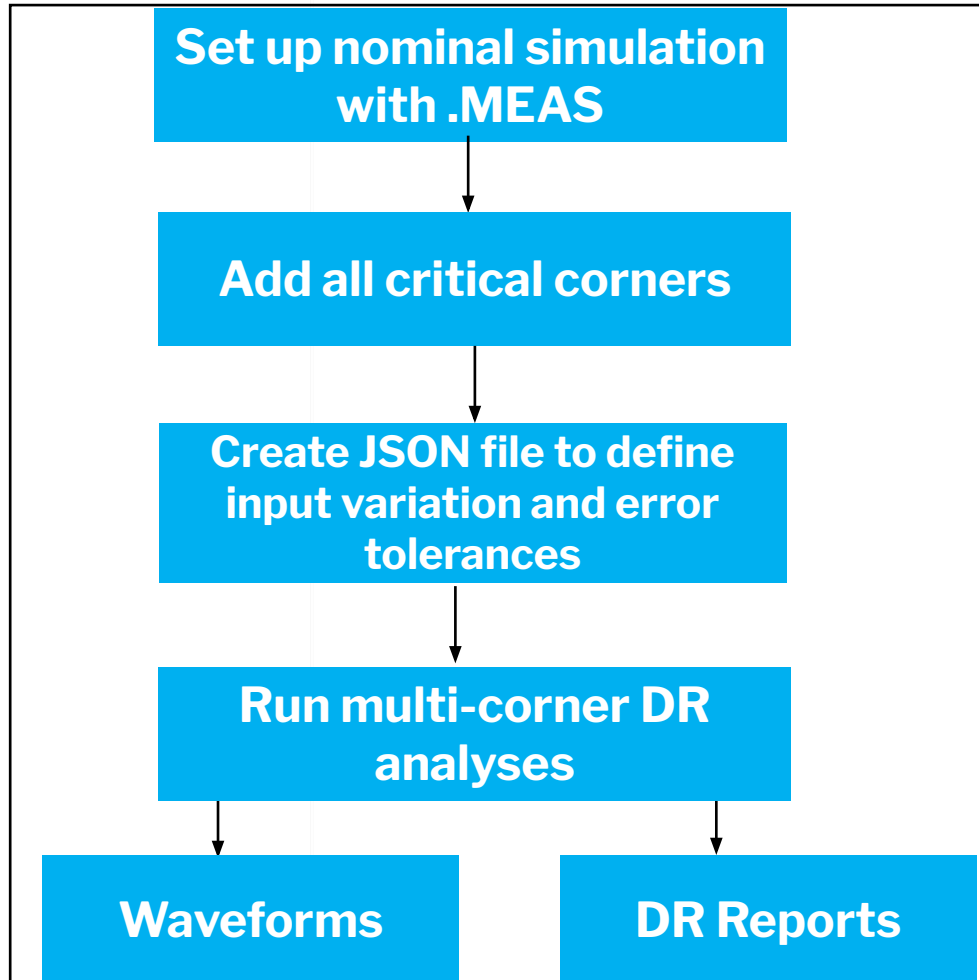 Set up nominal simulation
with .MEAS
Add all critical corners
Create JSON file to define
input variation and error
tolerances
Run multi-corner DR
analyses
Waveforms
DR Reports